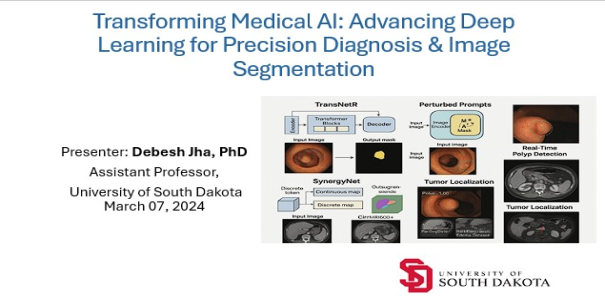 Transforming Medical AI: Advancing Deep
Learning for Precision Diagnosis & Image
Segmentation
Presenter: Debesh Jha, PhD
Assistant Professor,
University of South Dakota
March 07, 2024
TransNetR
Encoder
Transformer
Blocks
Decoder
Input Image
Output mask
Perturbed Prompts
Input
image
Image
Encoder
Mask
Input image
Input
image
Real-Time
Polyp Detection
SynergyNet
Discrete
token
Continuous map
Discrete map
Input Image
Tumor Localization
Tumor Localization
UNIVERSITY OF
SOUTH DAKOTA